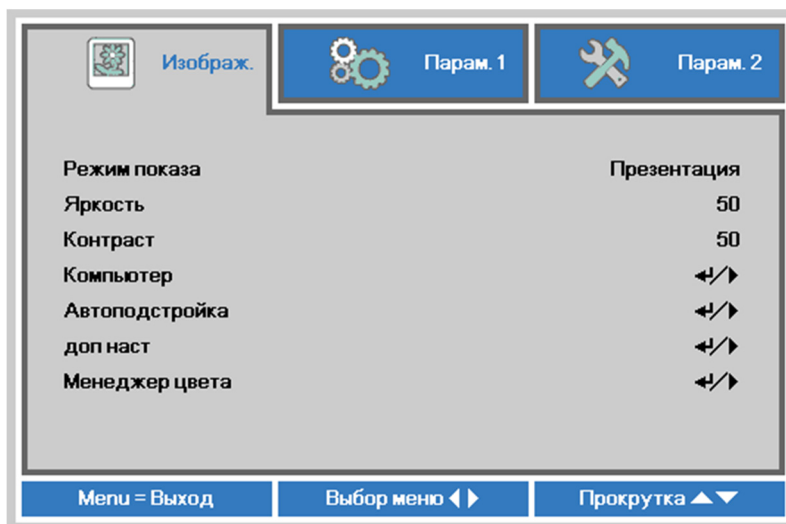 Изображ. Парам. 1 Парам. 2
Режим показа Презентация
Яркость 50
Контраст 50
Компьютер
Автоподстройка
доп наст
Менеджер цвета
Menu = Выход Выбор меню Прокрутка